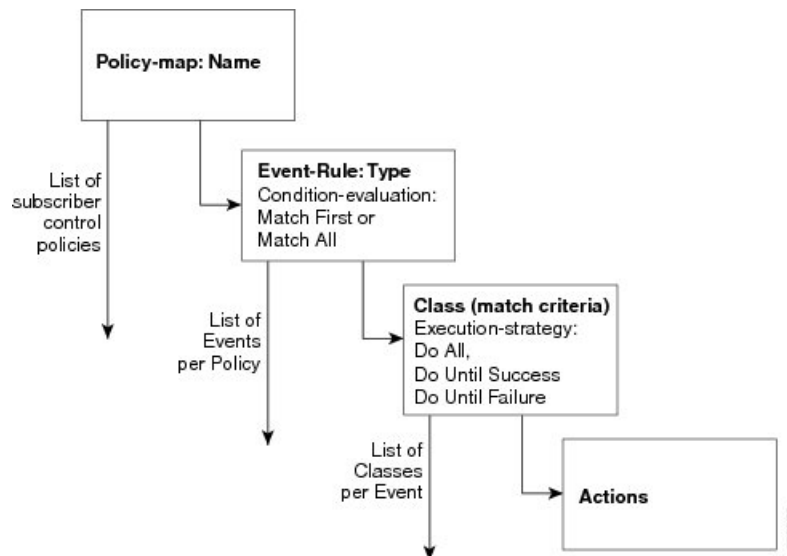 Policy-map: Name
List of
subscriber
control
policies
Event-Rule: Type
Condition-evaluation:
Match First or
Match All
List of
Events
per Policy
Class (match criteria)
Execution-strategy:
Do All,
Do Until Success
Do Until Failure
List of
Classes
per Event
Actions